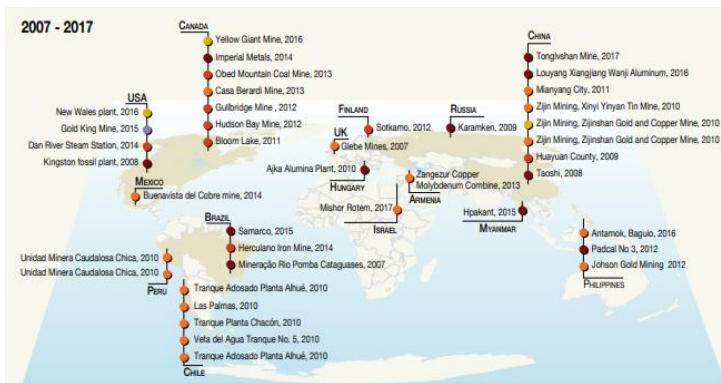 2007 - 2017
CANADA
Yellow Giant Mine, 2016
Imperial Metals, 2014
Obed Mountain Coal Mine, 2013
Casa Berardi Mine, 2013
Gullbridge Mine , 2012
Hudson Bay Mine, 2012
Bloom Lake, 2011
USA
New Wales plant, 2016
Gold King Mine, 2015
Dan River Steam Station, 2014
Kingston fossil plant, 2008
MEXICO
Buenavista del Cobre mine, 2014
FINLAND
Sotkamo, 2012
UK
Glebe Mines, 2007
Ajka Alumina Plant, 2010
HUNGARY
RUSSIA
Karamken, 2009
Zangezur Copper
Molybdenum Combine, 2013
ARMENIA
Mishor Rotem, 2017
ISRAEL
CHINA
Tonglvshan Mine, 2017
Louyang Xiangjiang Wanji Aluminum, 2016
Mianyang City, 2011
Zijin Mining, Xinyi Yinyan Tin Mine, 2010
Zijin Mining, Zijinshan Gold and Copper Mine, 2010
Zijin Mining, Zijinshan Gold and Copper Mine, 2010
Huayuan County, 2009
Taoshi, 2008
Hpakant, 2015
MYANMAR
BRAZIL
Samarco, 2015
Herculano Iron Mine, 2014
Mineração Rio Pomba Cataguases, 2007
Unidad Minera Caudalosa Chica, 2010
Unidad Minera Caudalosa Chica, 2010
PERU
Tranque Adosado Planta Alhué, 2010
Las Palmas, 2010
Tranque Planta Chacón, 2010
Veta del Agua Tranque No. 5, 2010
Tranque Adosado Planta Alhué, 2010
CHILE
Antamok, Baguio, 2016
Padcal No 3, 2012
Johson Gold Mining 2012
PHILIPPINES